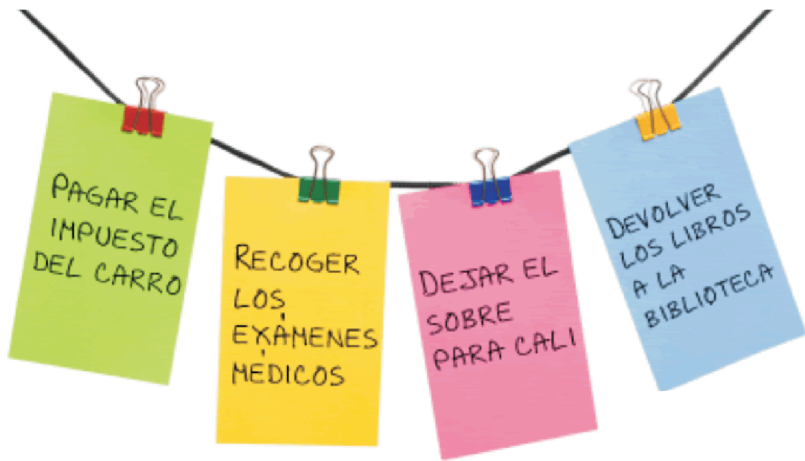 PAGAR EL
IMPUESTO
DEL CARRO
RECOGER
LOS
EXÁMENES
MÉDICOS
DEJAR EL
SOBRE
PARA CALI
DEVOLVER
LOS LIBROS
A LA
BIBLIOTECA